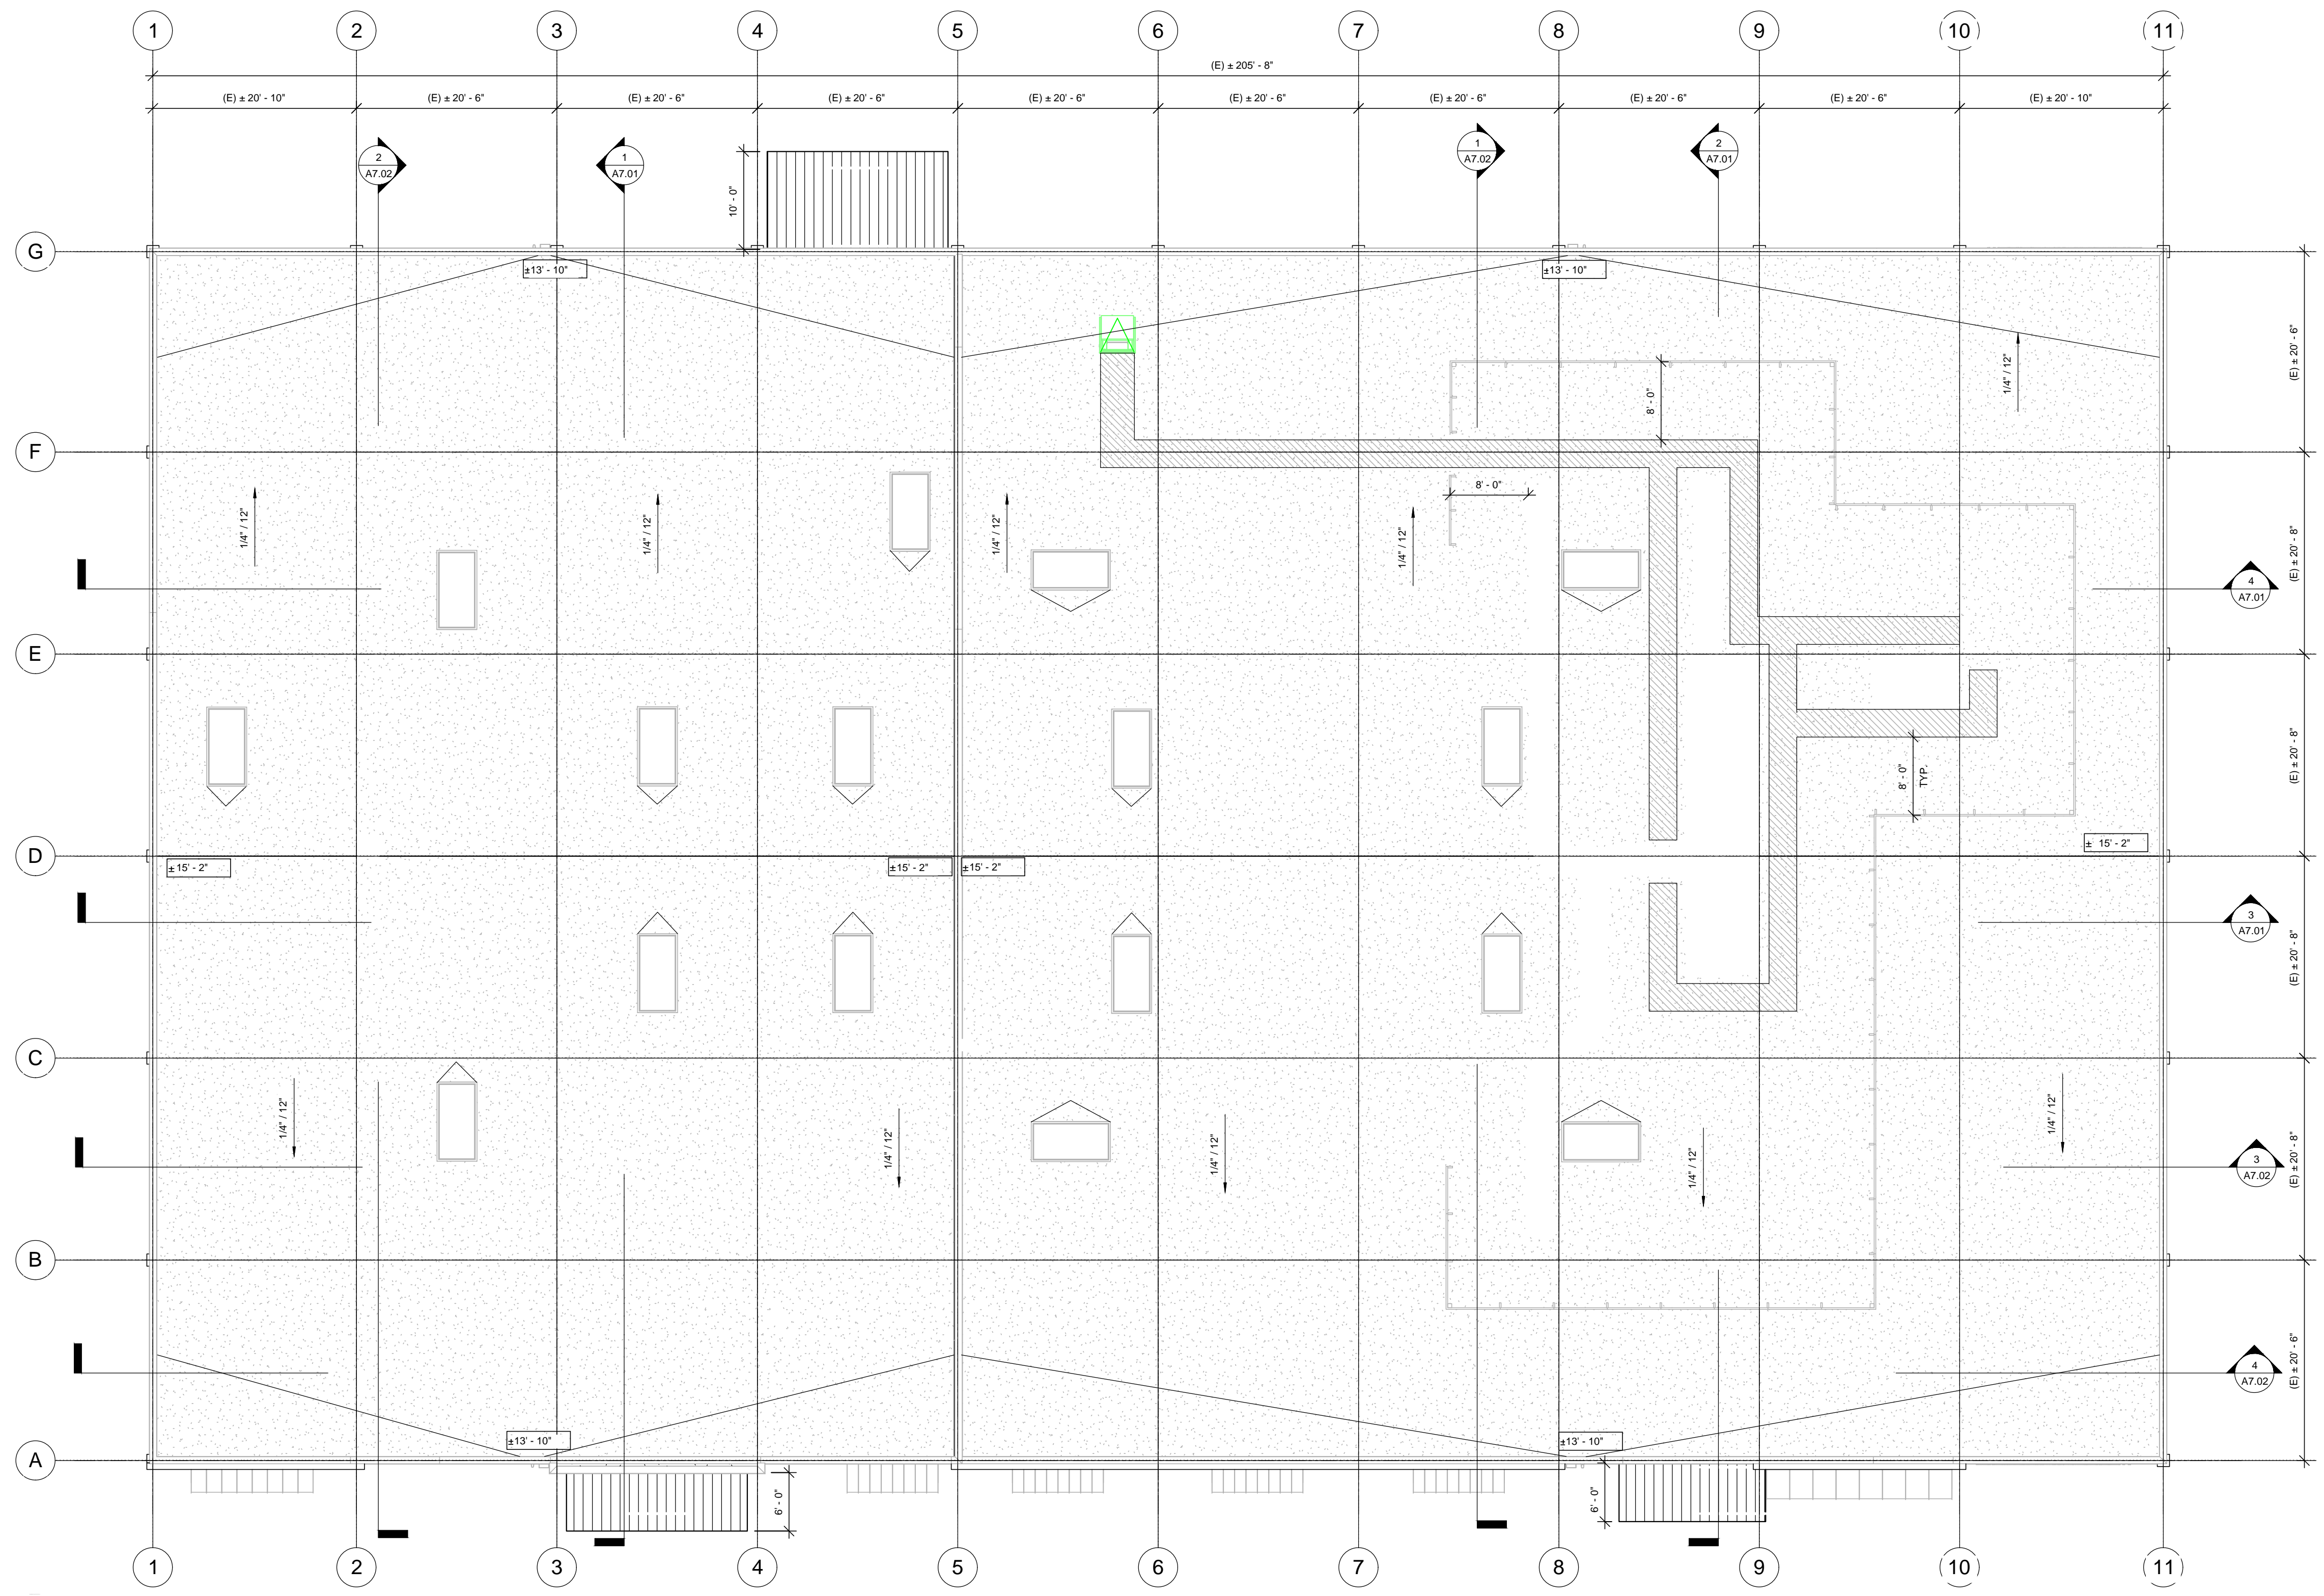 1 2 3 4 5 6 7 8 9 10 11
(E) ± 205' - 8"
(E) ± 20' - 10" (E) ± 20' - 6" (E) ± 20' - 6" (E) ± 20' - 6" (E) ± 20' - 6" (E) ± 20' - 6" (E) ± 20' - 6" (E) ± 20' - 6" (E) ± 20' - 6" (E) ± 20' - 10"
2
A7.02
1
A7.01
1
A7.02
2
A7.01
10' - 0"
G
±13' - 10"
±13' - 10"
(E) ± 20' - 6"
1/4" / 12"
8' - 0"
F
8' - 0"
1/4" / 12"
1/4" / 12"
1/4" / 12"
1/4" / 12"
(E) ± 20' - 8"
4
A7.01
E
(E) ± 20' - 8"
8' - 0"
TYP.
D
± 15' - 2"
±15' - 2"
±15' - 2"
± 15' - 2"
3
A7.01
(E) ± 20' - 8"
C
1/4" / 12"
1/4" / 12"
1/4" / 12"
1/4" / 12"
1/4" / 12"
3
A7.02
(E) ± 20' - 8"
B
4
A7.02
(E) ± 20' - 6"
±13' - 10"
±13' - 10"
A
6' - 0"
6' - 0"
1 2 3 4 5 6 7 8 9 10 11